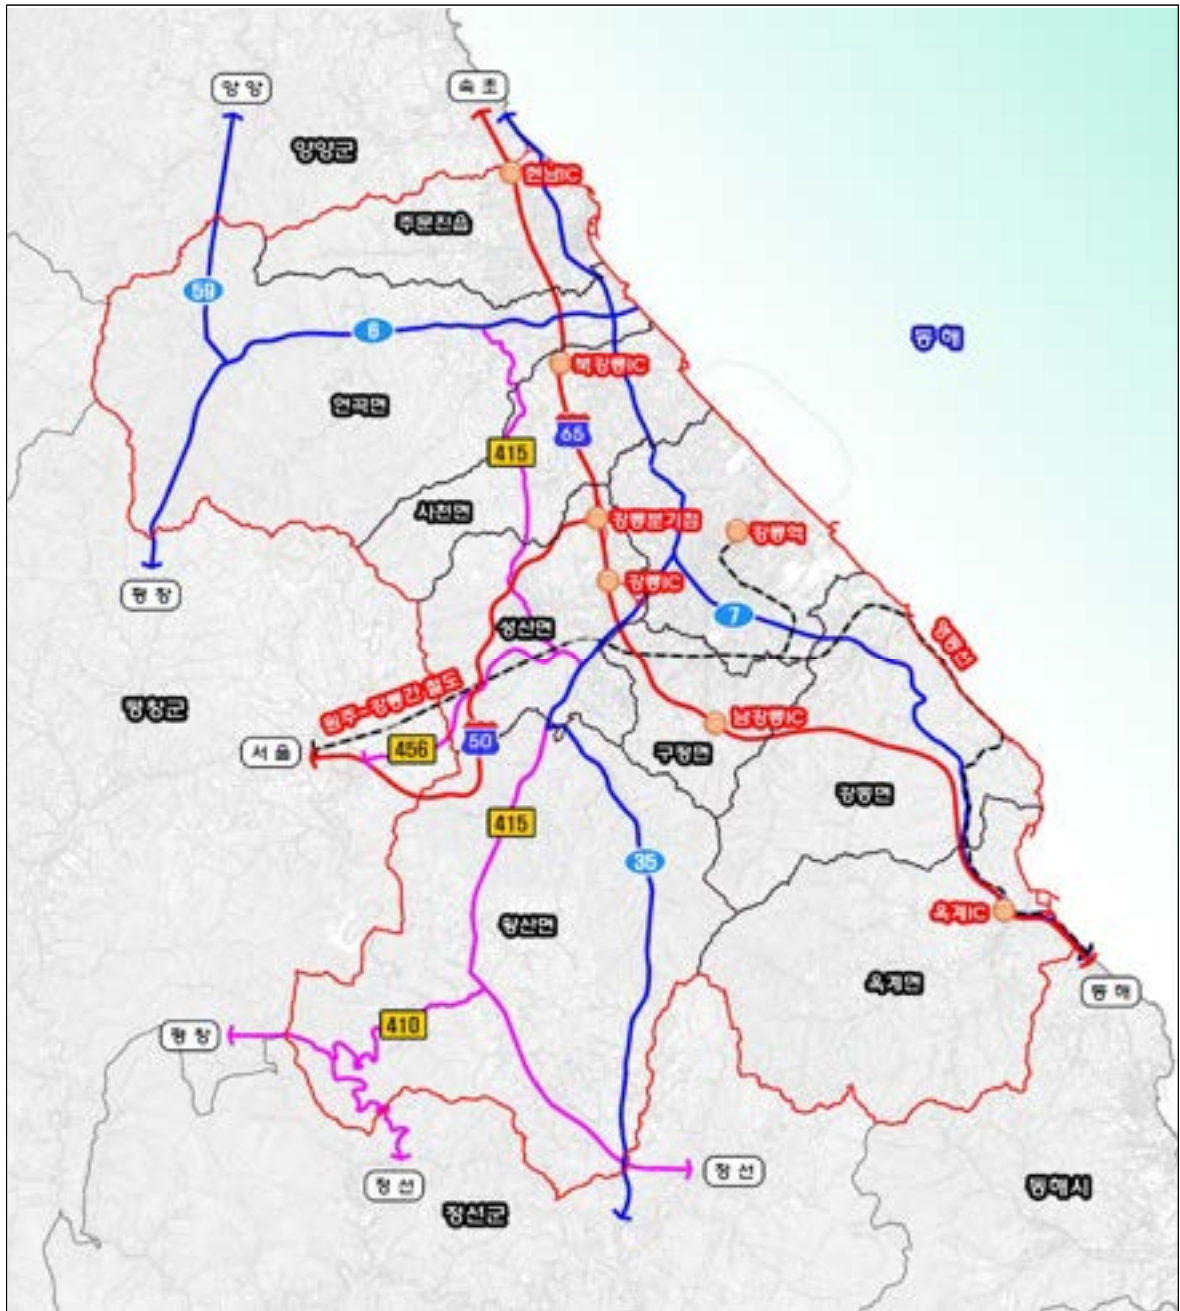 양양
속초
양양군
현남IC
주문진읍
59
6
동해
북강릉IC
연곡면
65
415
사천면
강릉분기점
강릉역
강릉IC
평창
7
성산면
영동선
원주-강릉간 철도
평창군
남강릉IC
서울
456
50
구정면
강동면
415
35
왕산면
옥계IC
옥계면
동해
410
평창
정선
정선
정선군
동해시